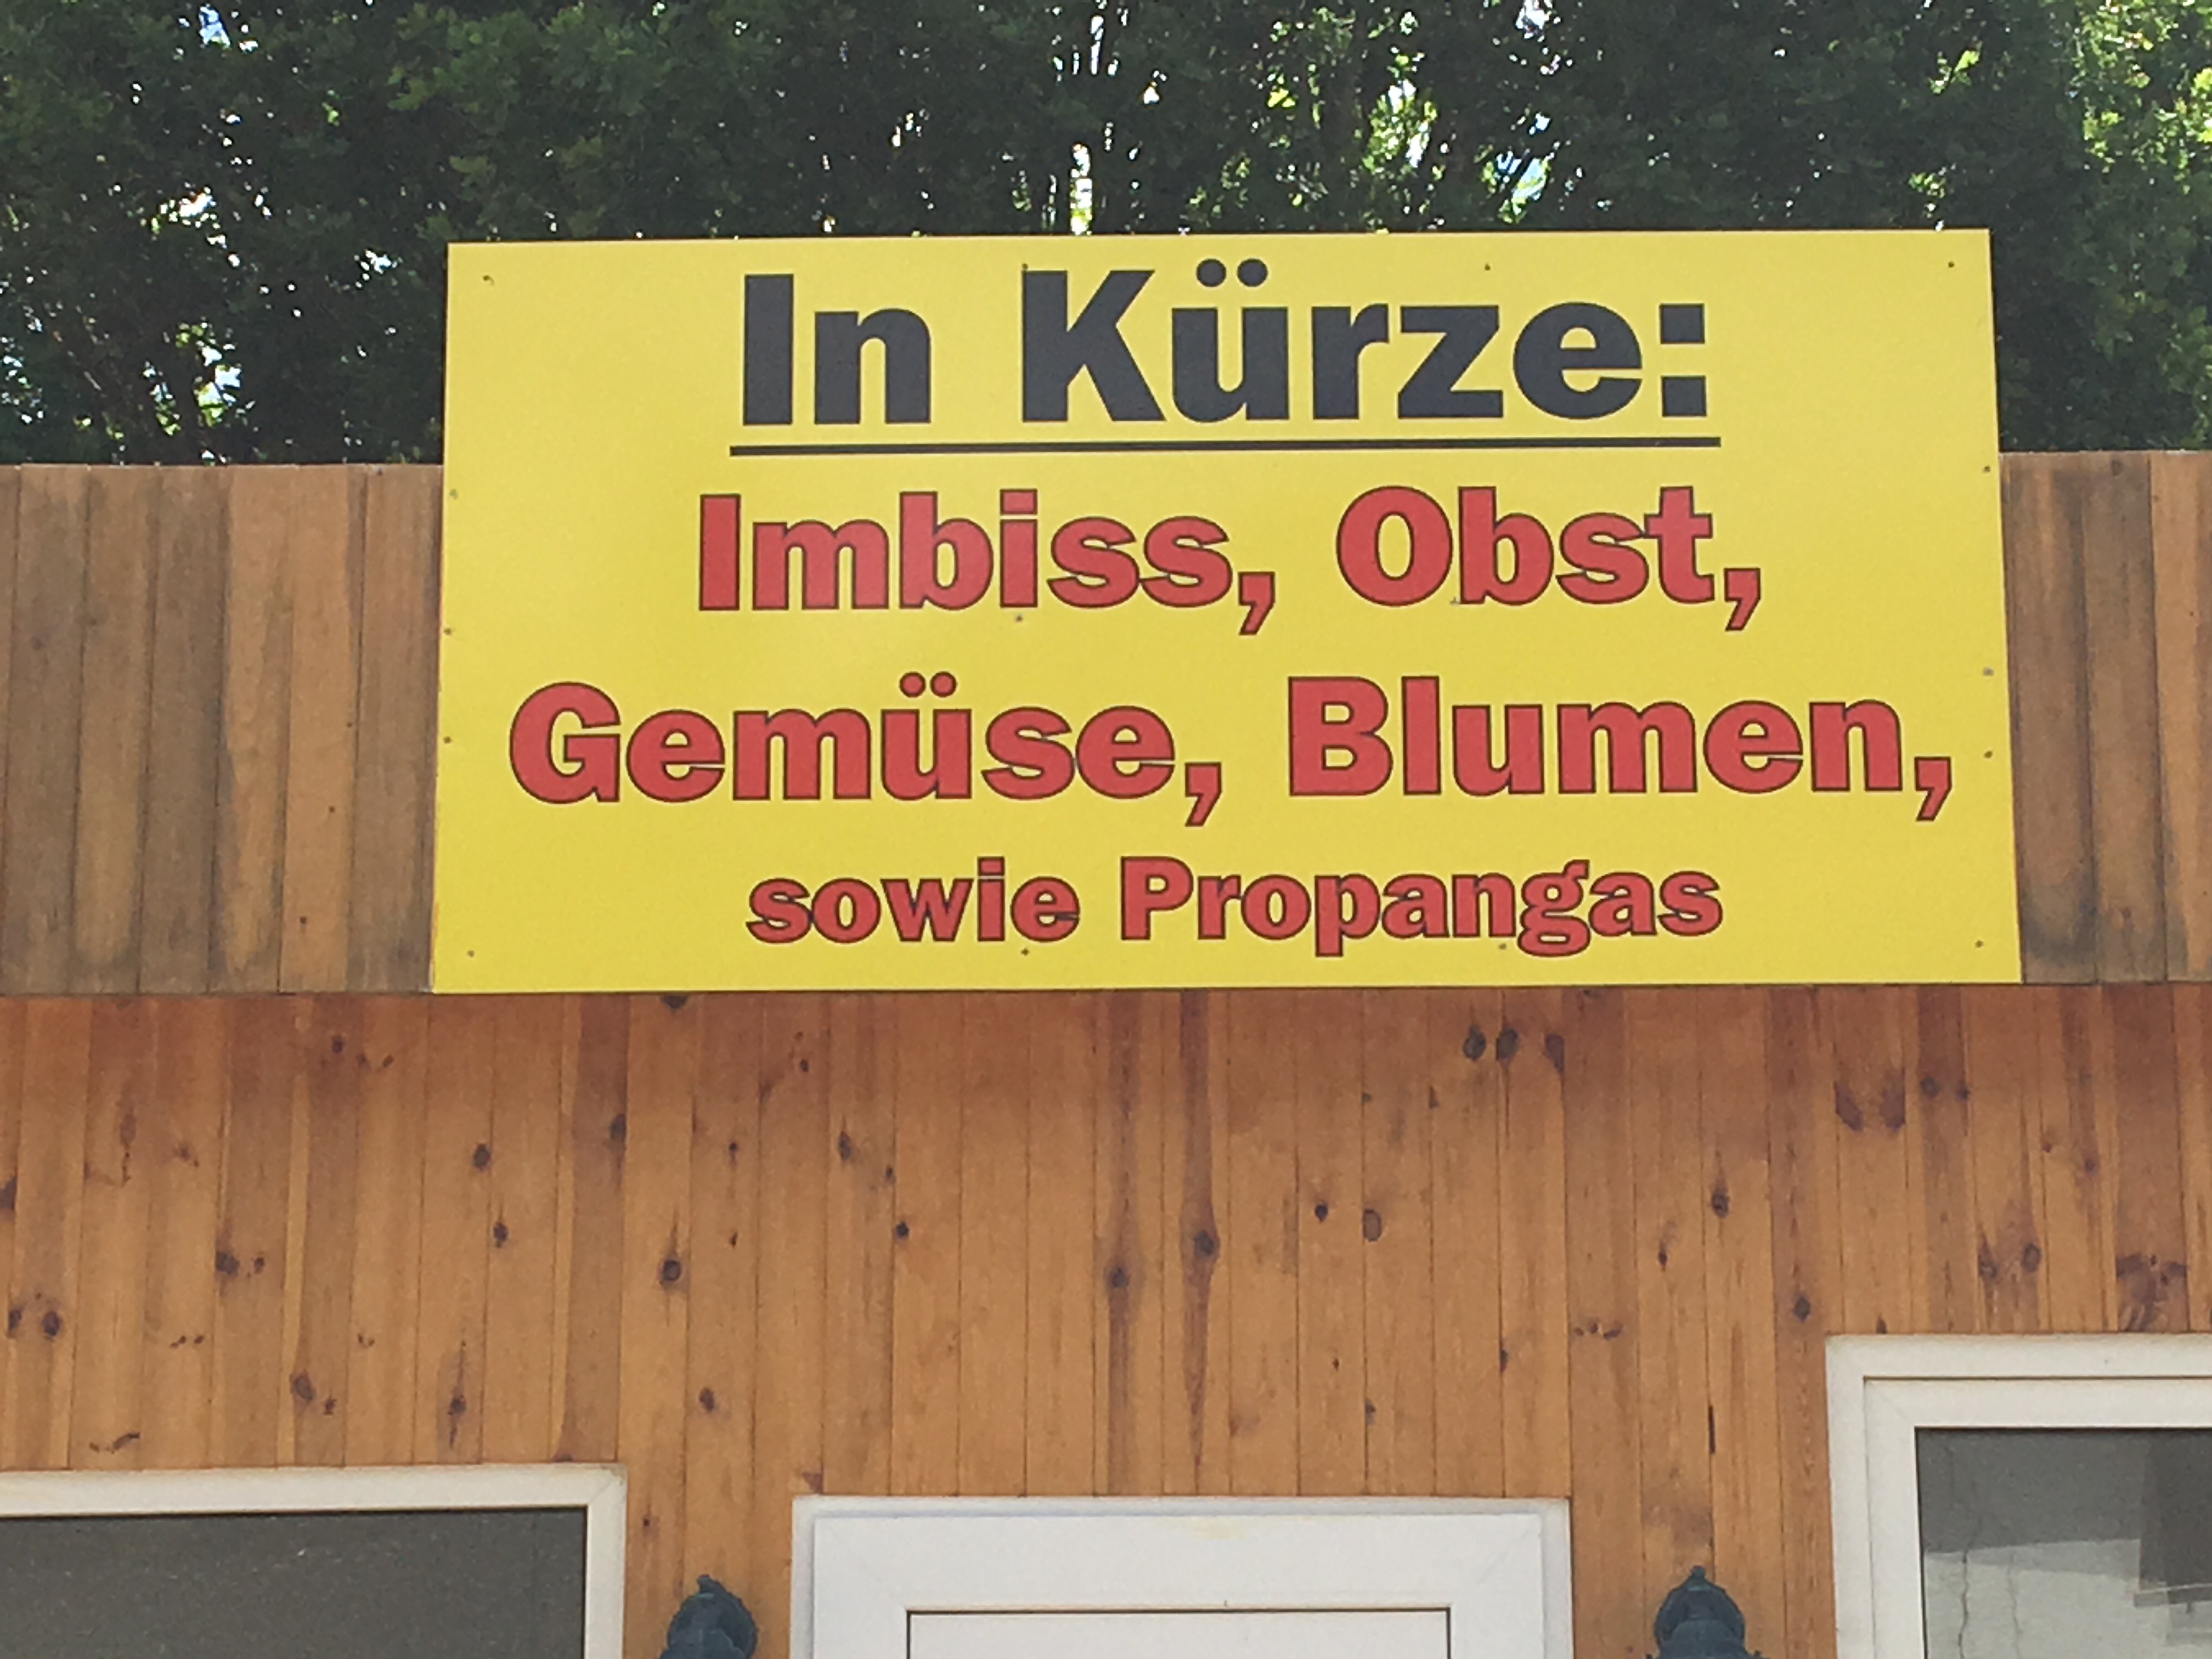 In Kürze:
Imbiss, Obst,
Gemüse, Blumen,
sowie Propangas